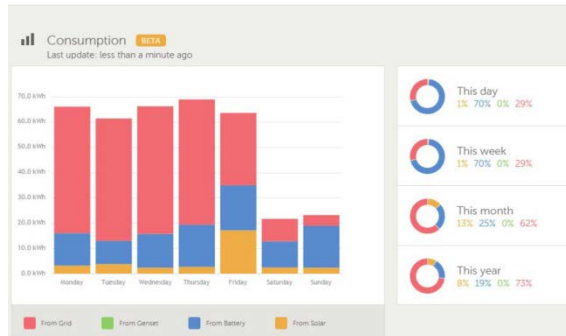 Consumption BETA
Last update: less than a minute ago
70.0 kWh
60.0 kWh
50.0 kWh
40.0 kWh
30.0 kWh
20.0 kWh
10.0 kWh
0.0 kWh
Monday Tuesday Wednesday Thursday Friday Saturday Sunday
From Grid From Genset From Battery From Solar
This day
1% 70% 0% 29%
This week
1% 70% 0% 29%
This month
13% 25% 0% 62%
This year
8% 19% 0% 73%